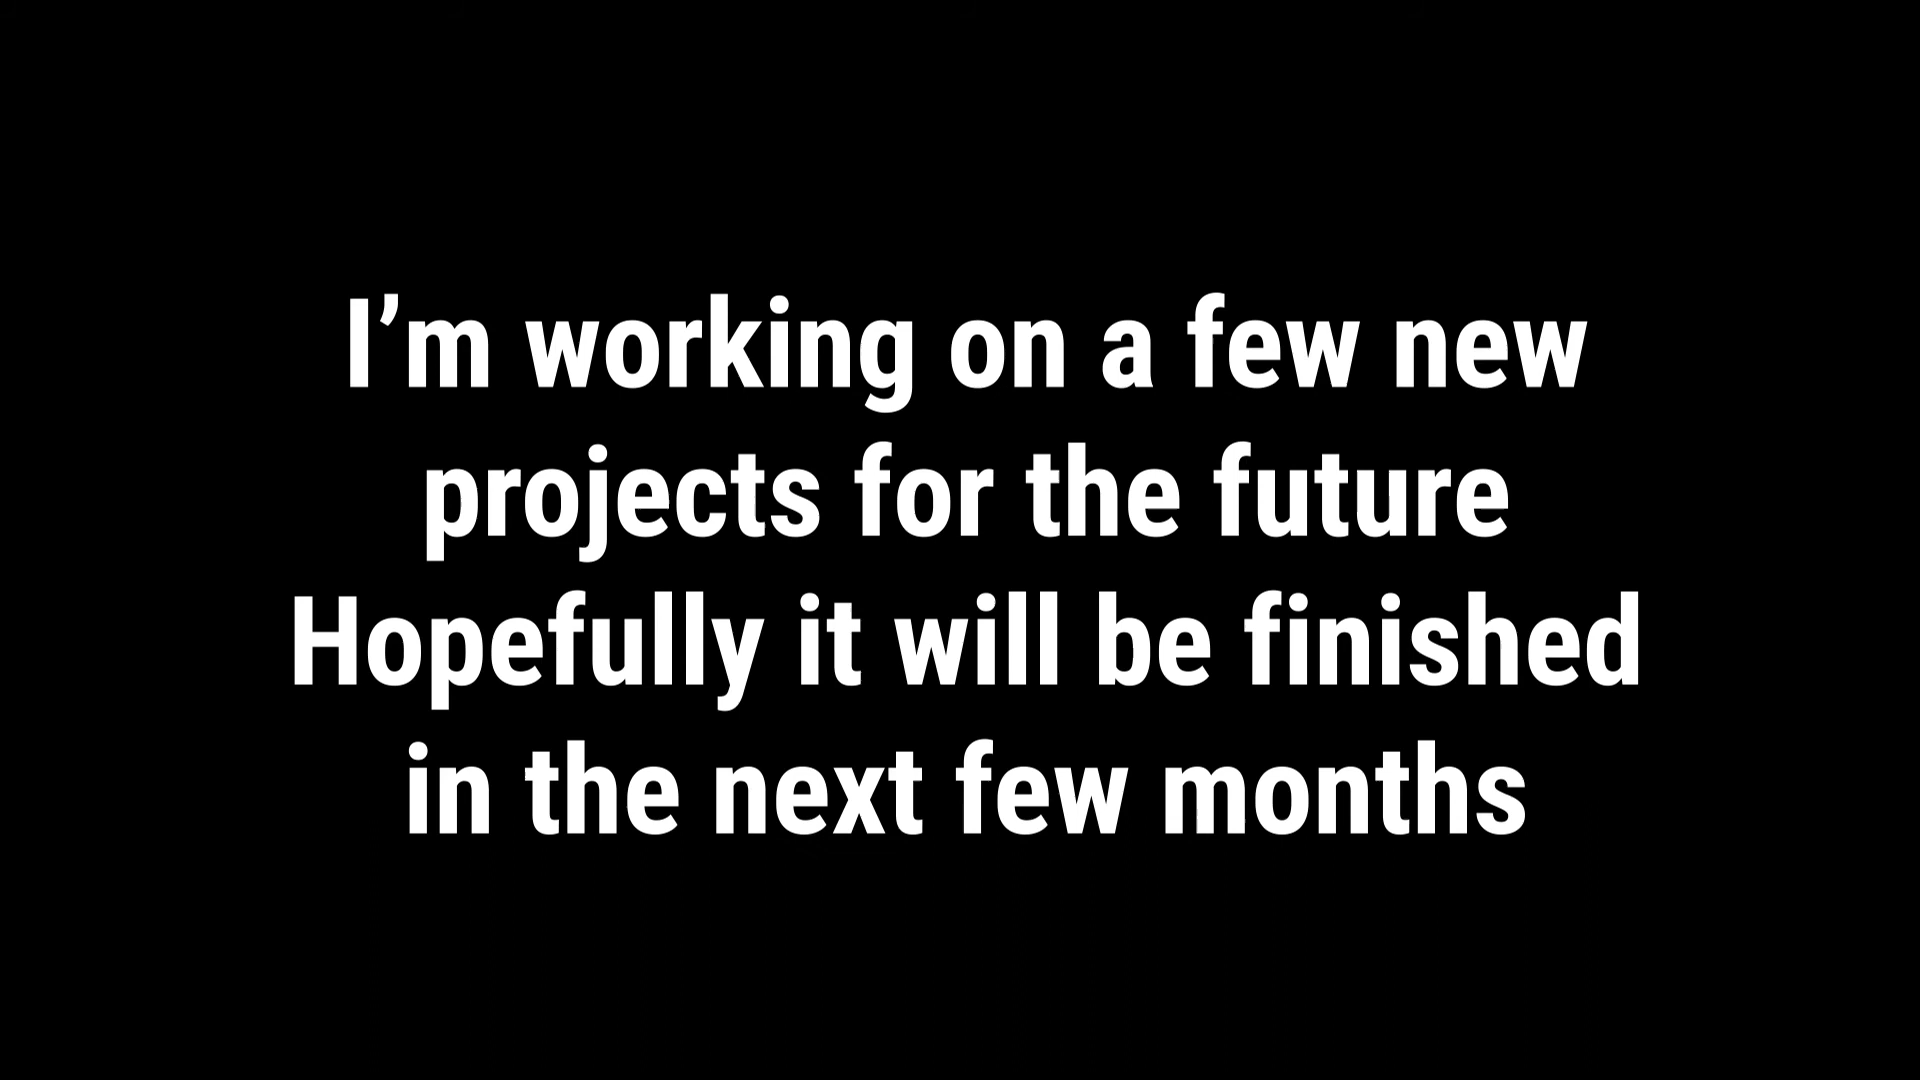 I’m working on a few new
projects for the future
Hopefully it will be finished
in the next few months